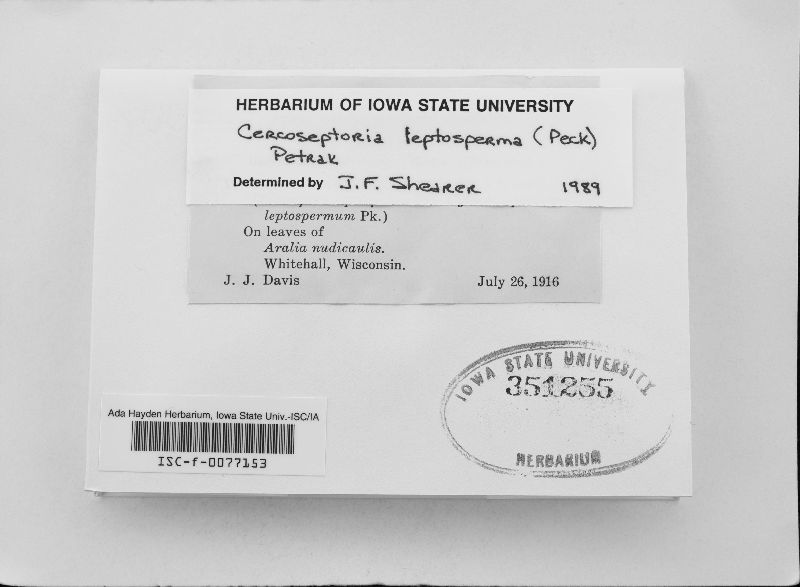 HERBARIUM OF IOWA STATE UNIVERSITY
Cercoseptoria leptosperma (Peck)
Petrak
Determined by J.F. Shearer 1989
leptospermum Pk.)
On leaves of
Aralia nudicaulis.
Whitehall, Wisconsin.
J. J. Davis July 26, 1916
IOWA STATE UNIVERSITY
351255
HERBARIUM
Ada Hayden Herbarium, Iowa State Univ.-ISC/IA
ISC-f-0077153